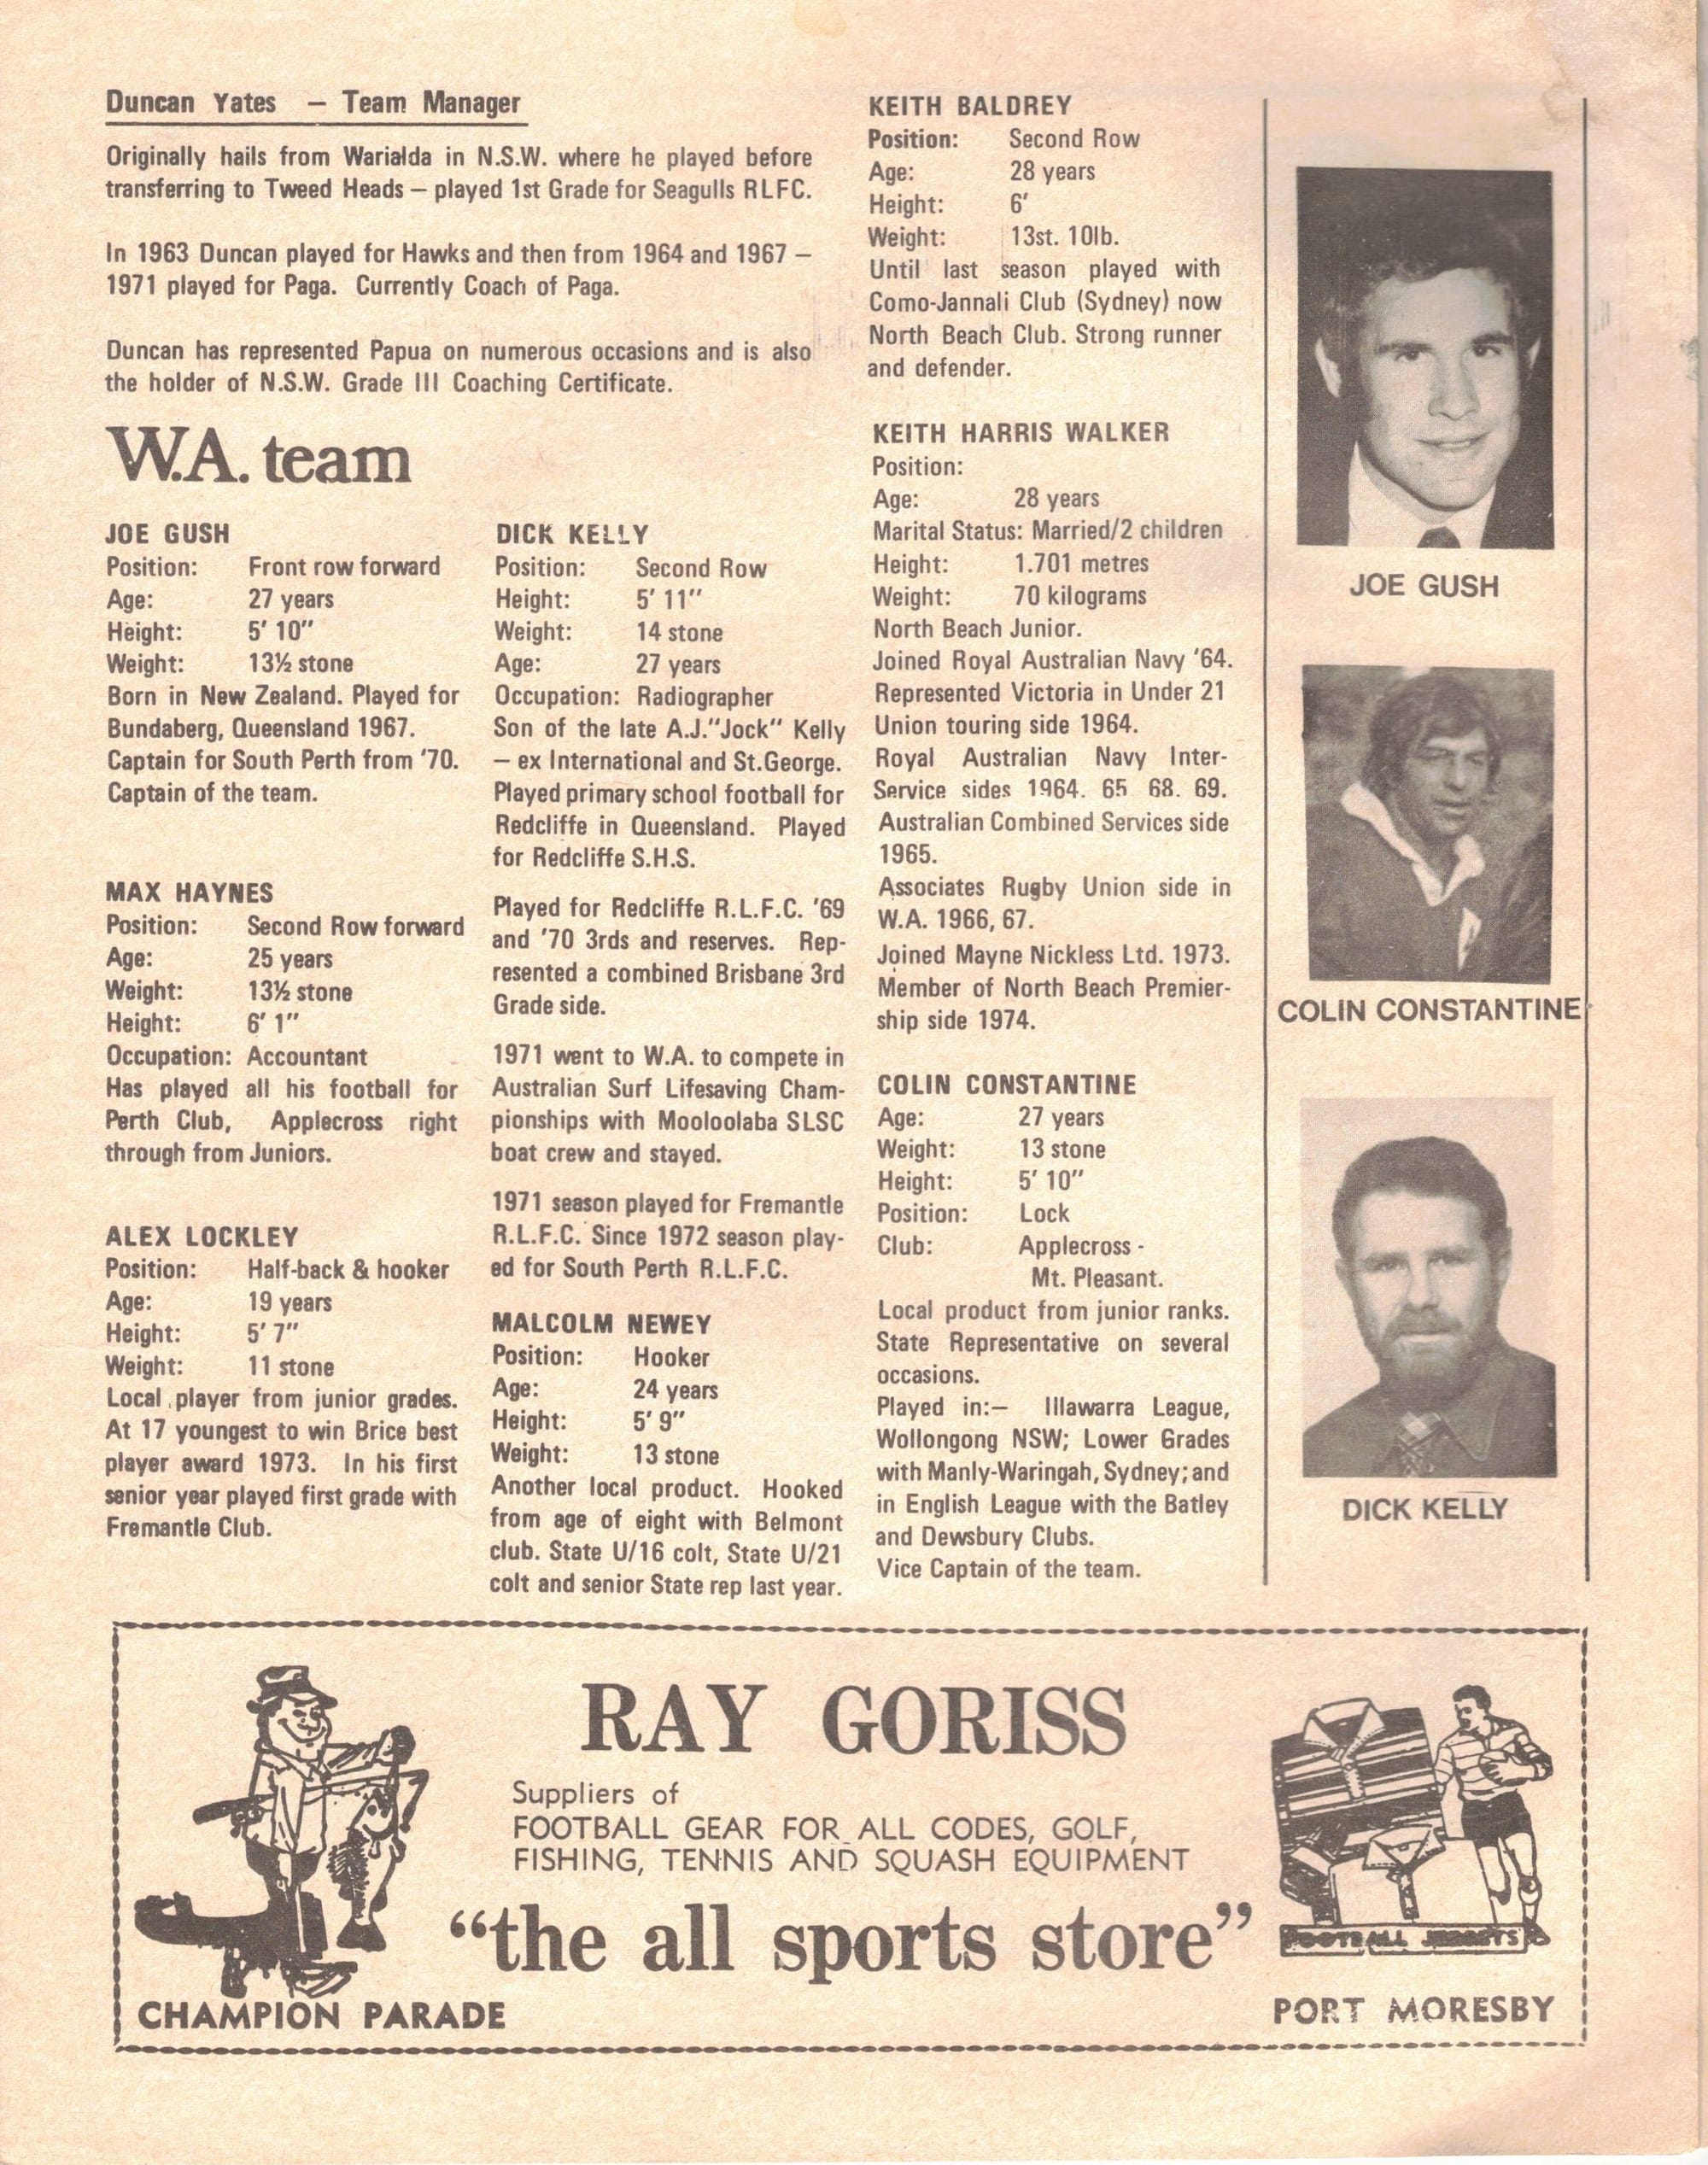 Duncan Yates – Team Manager
Originally hails from Warialda in N.S.W. where he played before
transferring to Tweed Heads – played 1st Grade for Seagulls RLFC.
In 1963 Duncan played for Hawks and then from 1964 and 1967 –
1971 played for Paga. Currently Coach of Paga.
Duncan has represented Papua on numerous occasions and is also
the holder of N.S.W. Grade III Coaching Certificate.
W.A. team
JOE GUSH
Position: Front row forward
Age: 27 years
Height: 5' 10"
Weight: 13½ stone
Born in New Zealand. Played for
Bundaberg, Queensland 1967.
Captain for South Perth from '70.
Captain of the team.
MAX HAYNES
Position: Second Row forward
Age: 25 years
Weight: 13½ stone
Height: 6' 1"
Occupation: Accountant
Has played all his football for
Perth Club, Applecross right
through from Juniors.
ALEX LOCKLEY
Position: Half-back & hooker
Age: 19 years
Height: 5' 7"
Weight: 11 stone
Local player from junior grades.
At 17 youngest to win Brice best
player award 1973. In his first
senior year played first grade with
Fremantle Club.
DICK KELLY
Position: Second Row
Height: 5' 11"
Weight: 14 stone
Age: 27 years
Occupation: Radiographer
Son of the late A.J."Jock" Kelly
– ex International and St.George.
Played primary school football for
Redcliffe in Queensland. Played
for Redcliffe S.H.S.
Played for Redcliffe R.L.F.C. '69
and '70 3rds and reserves. Rep-
resented a combined Brisbane 3rd
Grade side.
1971 went to W.A. to compete in
Australian Surf Lifesaving Cham-
pionships with Mooloolaba SLSC
boat crew and stayed.
1971 season played for Fremantle
R.L.F.C. Since 1972 season play-
ed for South Perth R.L.F.C.
MALCOLM NEWEY
Position: Hooker
Age: 24 years
Height: 5' 9"
Weight: 13 stone
Another local product. Hooked
from age of eight with Belmont
club. State U/16 colt, State U/21
colt and senior State rep last year.
KEITH BALDREY
Position: Second Row
Age: 28 years
Height: 6'
Weight: 13st. 10lb.
Until last season played with
Como-Jannali Club (Sydney) now
North Beach Club. Strong runner
and defender.
KEITH HARRIS WALKER
Position:
Age: 28 years
Marital Status: Married/2 children
Height: 1.701 metres
Weight: 70 kilograms
North Beach Junior.
Joined Royal Australian Navy '64.
Represented Victoria in Under 21
Union touring side 1964.
Royal Australian Navy Inter-
Service sides 1964. 65 68. 69.
Australian Combined Services side
1965.
Associates Rugby Union side in
W.A. 1966, 67.
Joined Mayne Nickless Ltd. 1973.
Member of North Beach Premier-
ship side 1974.
COLIN CONSTANTINE
Age: 27 years
Weight: 13 stone
Height: 5' 10"
Position: Lock
Club: Applecross -
Mt. Pleasant.
Local product from junior ranks.
State Representative on several
occasions.
Played in:– Illawarra League,
Wollongong NSW; Lower Grades
with Manly-Waringah, Sydney; and
in English League with the Batley
and Dewsbury Clubs.
Vice Captain of the team.
JOE GUSH
COLIN CONSTANTINE
DICK KELLY
RAY GORISS
Suppliers of
FOOTBALL GEAR FOR ALL CODES, GOLF,
FISHING, TENNIS AND SQUASH EQUIPMENT
"the all sports store"
FOOTBALL JERSEYS
CHAMPION PARADE
PORT MORESBY